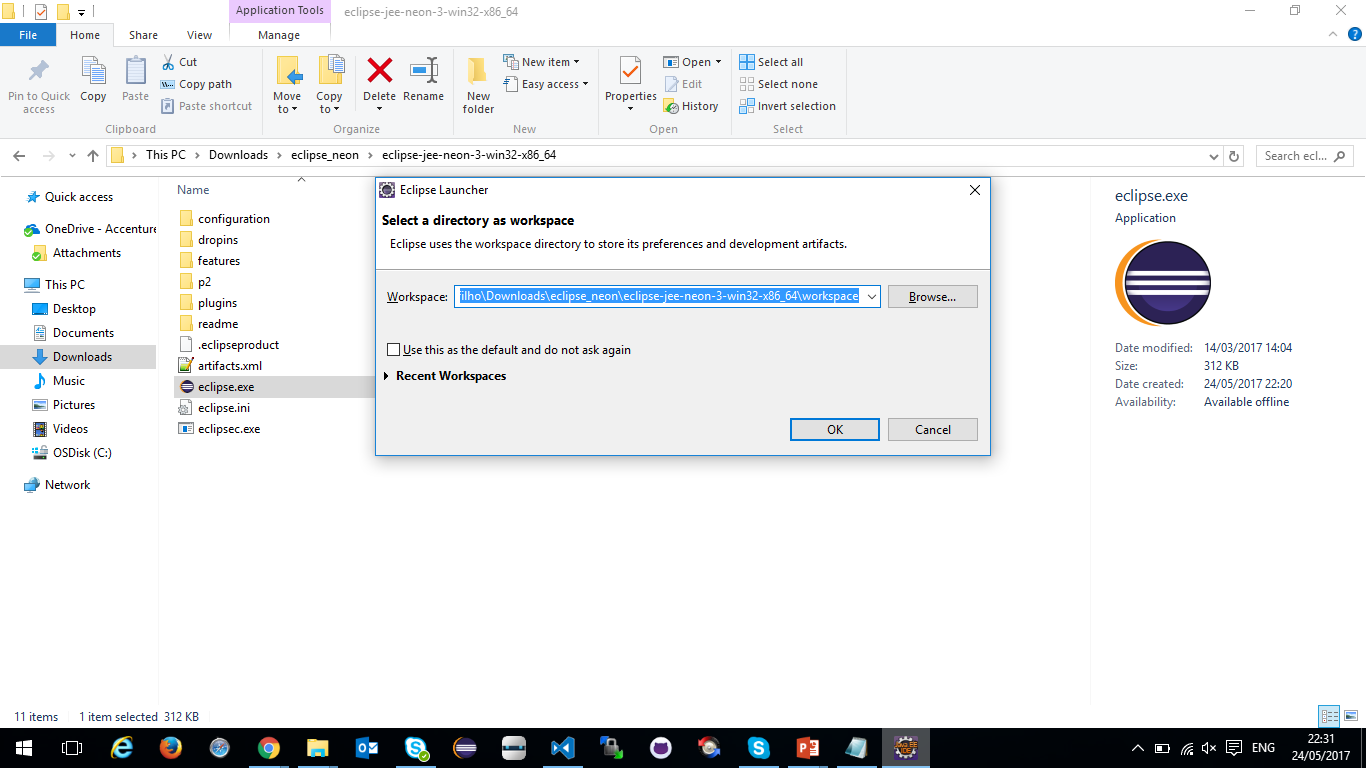 Application Tools
eclipse-jee-neon-3-win32-x86_64
File
Home
Share
View
Manage
Pin to Quick access
Copy
Paste
Cut
Copy path
Paste shortcut
Clipboard
Move to
Copy to
Delete
Rename
Organize
New folder
New item
Easy access
New
Properties
Open
Edit
History
Open
Select all
Select none
Invert selection
Select
This PC
Downloads
eclipse_neon
eclipse-jee-neon-3-win32-x86_64
Search ecl...
Quick access
OneDrive - Accenture
Attachments
This PC
Desktop
Documents
Downloads
Music
Pictures
Videos
OSDisk (C:)
Network
Name
configuration
dropins
features
p2
plugins
readme
.eclipseproduct
artifacts.xml
eclipse.exe
eclipse.ini
eclipsec.exe
Eclipse Launcher
Select a directory as workspace
Eclipse uses the workspace directory to store its preferences and development artifacts.
Workspace:
ilho\Downloads\eclipse_neon\eclipse-jee-neon-3-win32-x86_64\workspace
Browse...
Use this as the default and do not ask again
Recent Workspaces
OK
Cancel
eclipse.exe
Application
Date modified: 14/03/2017 14:04
Size: 312 KB
Date created: 24/05/2017 22:20
Availability: Available offline
11 items
1 item selected 312 KB
ENG
22:31
24/05/2017